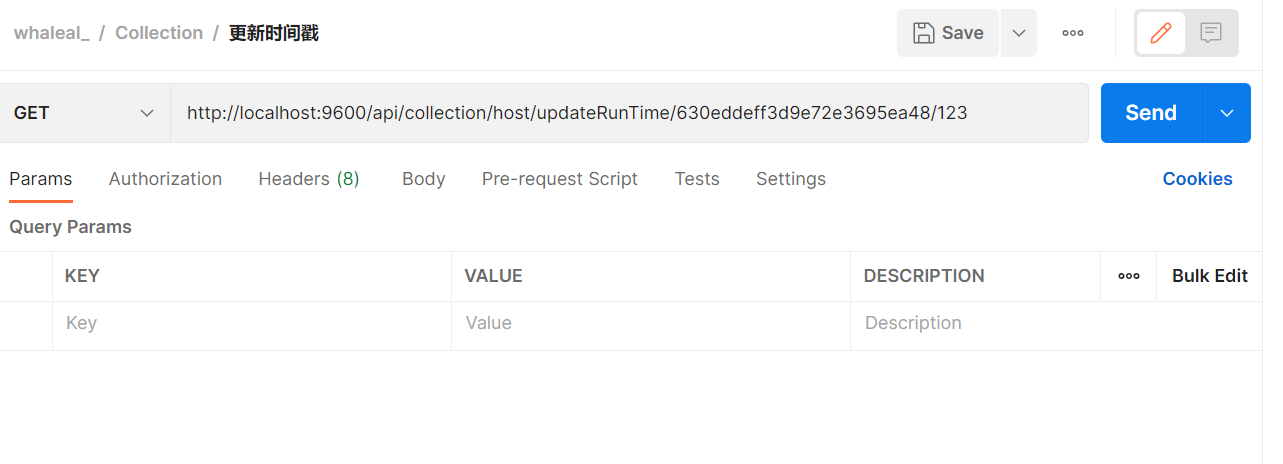 whaleal_ / Collection / 更新时间戳
Save
GET
http://localhost:9600/api/collection/host/updateRunTime/630eddeff3d9e72e3695ea48/123
Send
Params Authorization Headers (8) Body Pre-request Script Tests Settings Cookies
Query Params
KEY VALUE DESCRIPTION Bulk Edit
Key Value Description